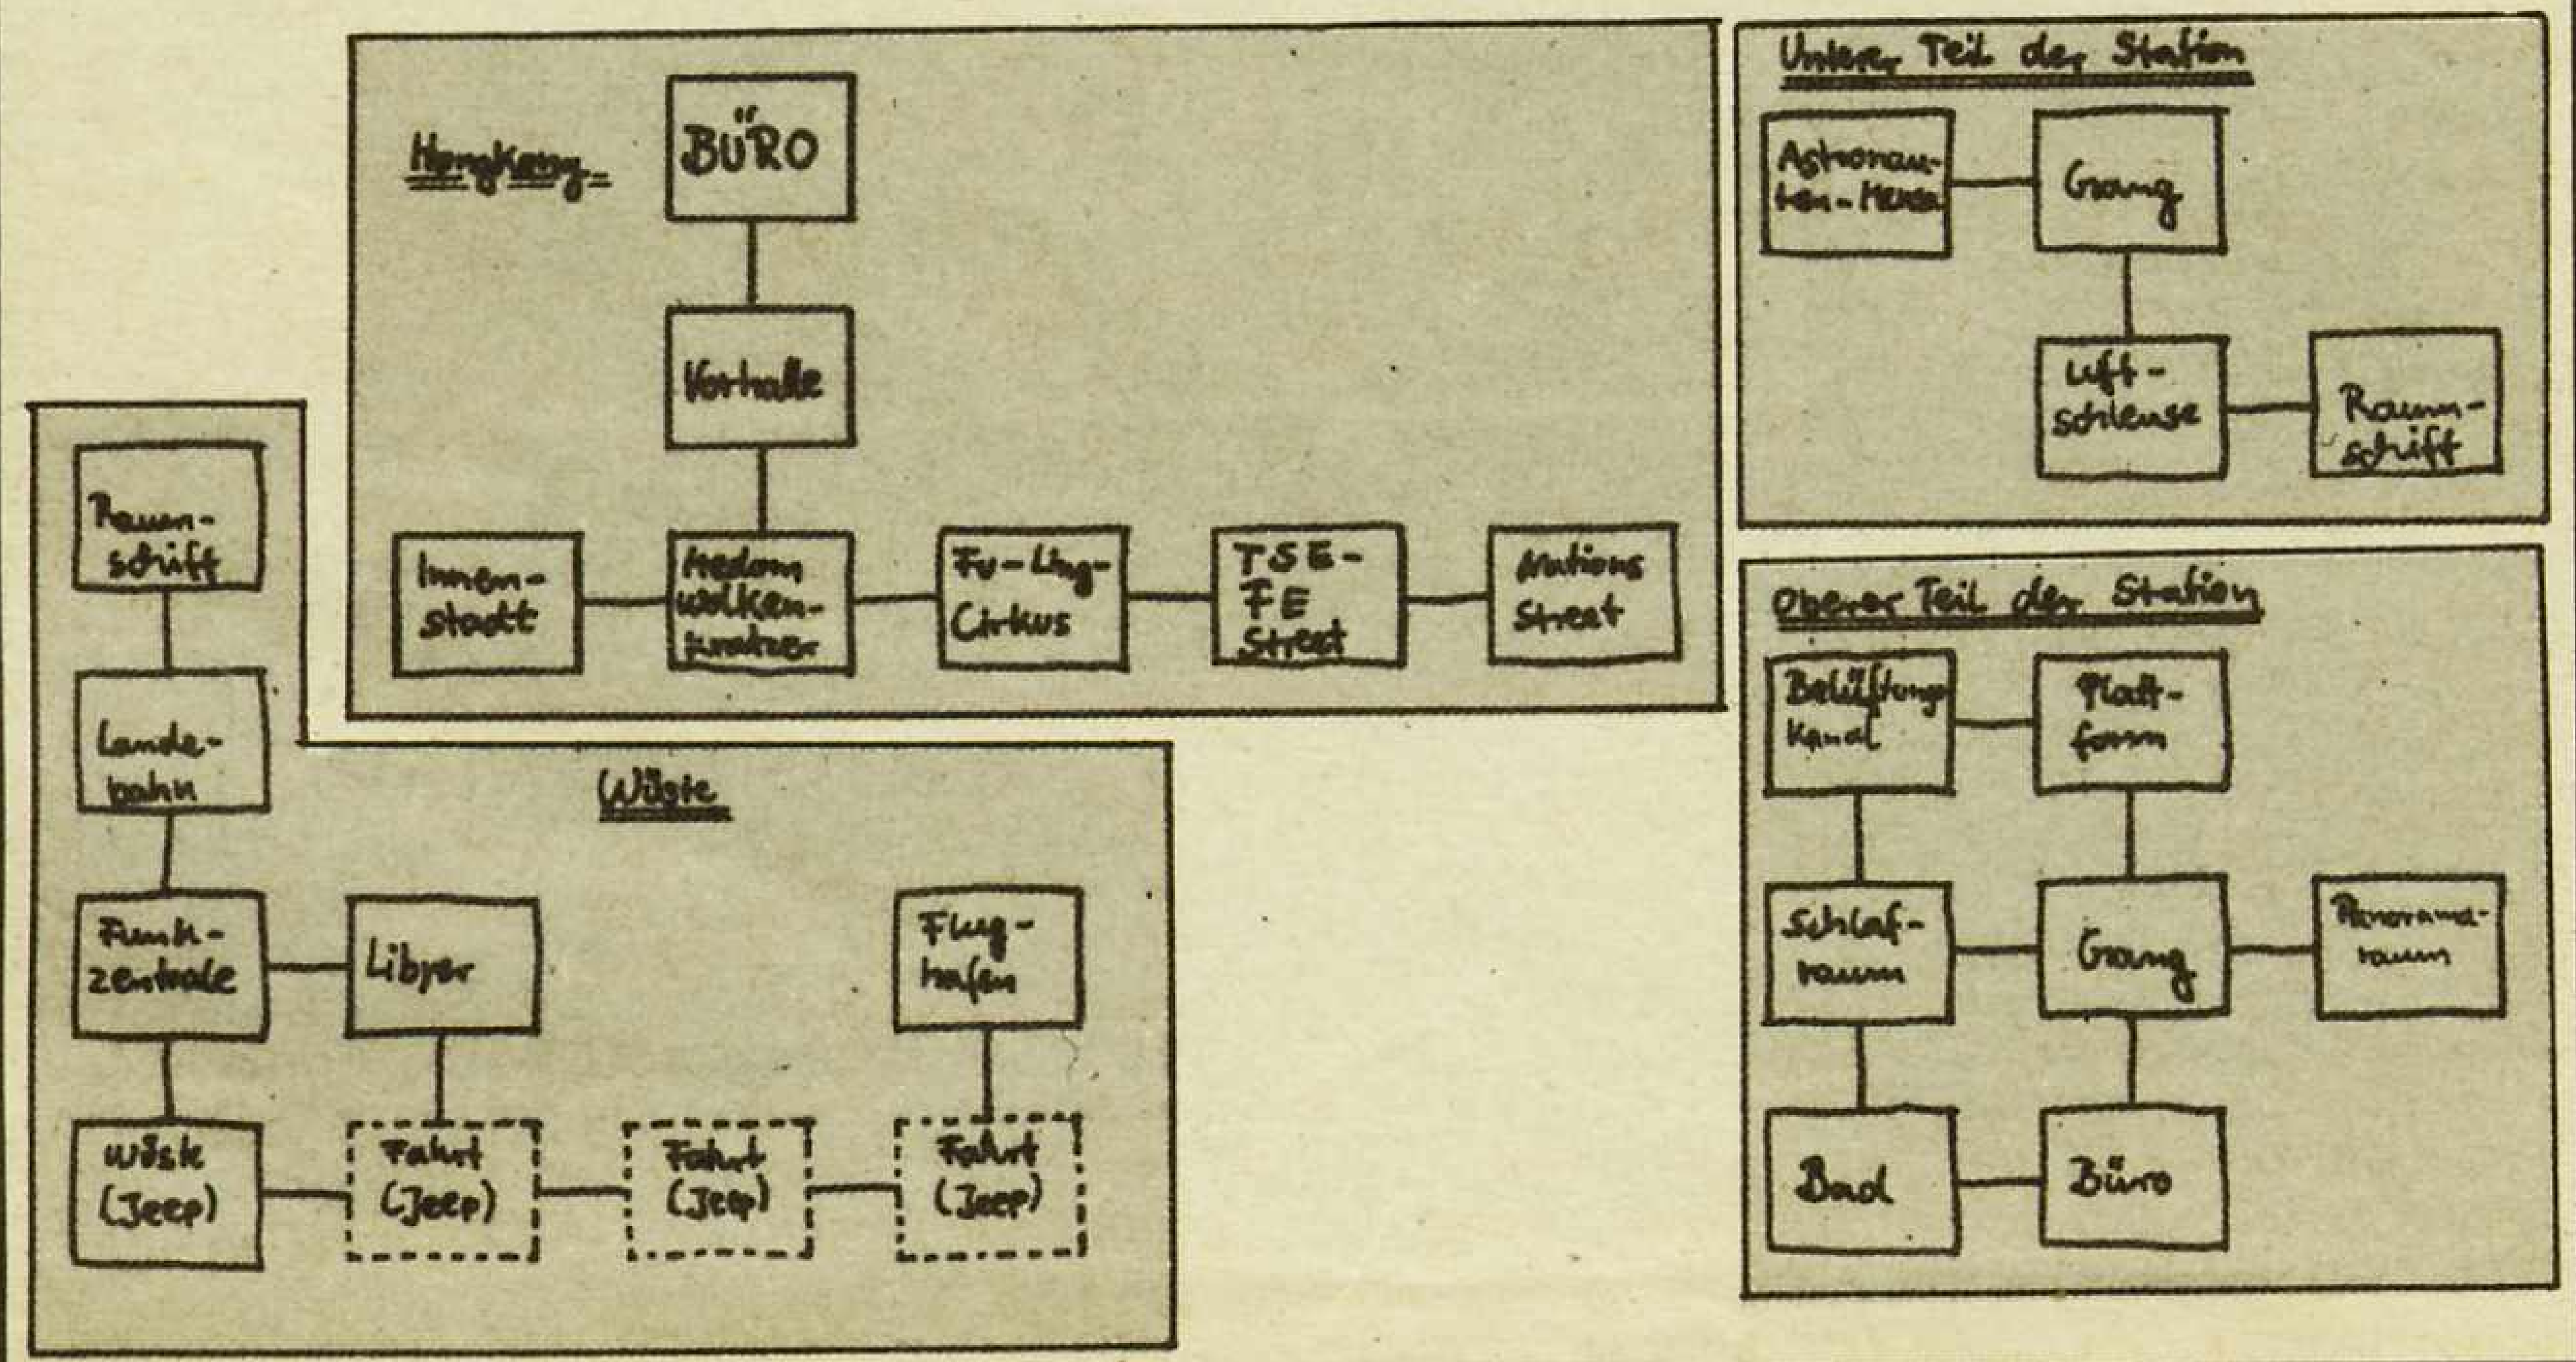 Hongkong
BÜRO
Vorhalle
Innen-
stadt
Medom
wolken-
kratzer
Fu-Ling-
Cirkus
TSE-
FE
Street
Nations
Street
Unterer Teil der Station
Astronau-
ten-Mensa
Gang
Luft-
schleuse
Raum-
schiff
Raum-
schiff
Lande-
bahn
Wüste
Funk-
zentrale
Libyer
Flug-
hafen
Wüste
(Jeep)
Fahrt
(Jeep)
Fahrt
(Jeep)
Fahrt
(Jeep)
Oberer Teil der Station
Belüftungs
Kanal
Platt-
form
Schlaf-
raum
Gang
Panorama-
raum
Bad
Büro